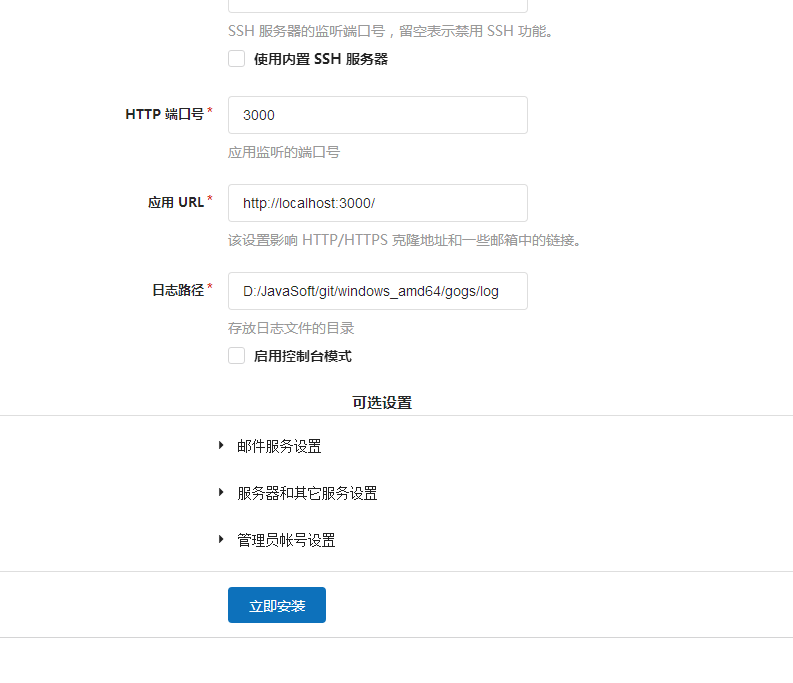 SSH 服务器的监听端口号，留空表示禁用 SSH 功能。
使用内置 SSH 服务器
HTTP 端口号*
3000
应用监听的端口号
应用 URL*
http://localhost:3000/
该设置影响 HTTP/HTTPS 克隆地址和一些邮箱中的链接。
日志路径*
D:/JavaSoft/git/windows_amd64/gogs/log
存放日志文件的目录
启用控制台模式
可选设置
邮件服务设置
服务器和其它服务设置
管理员帐号设置
立即安装